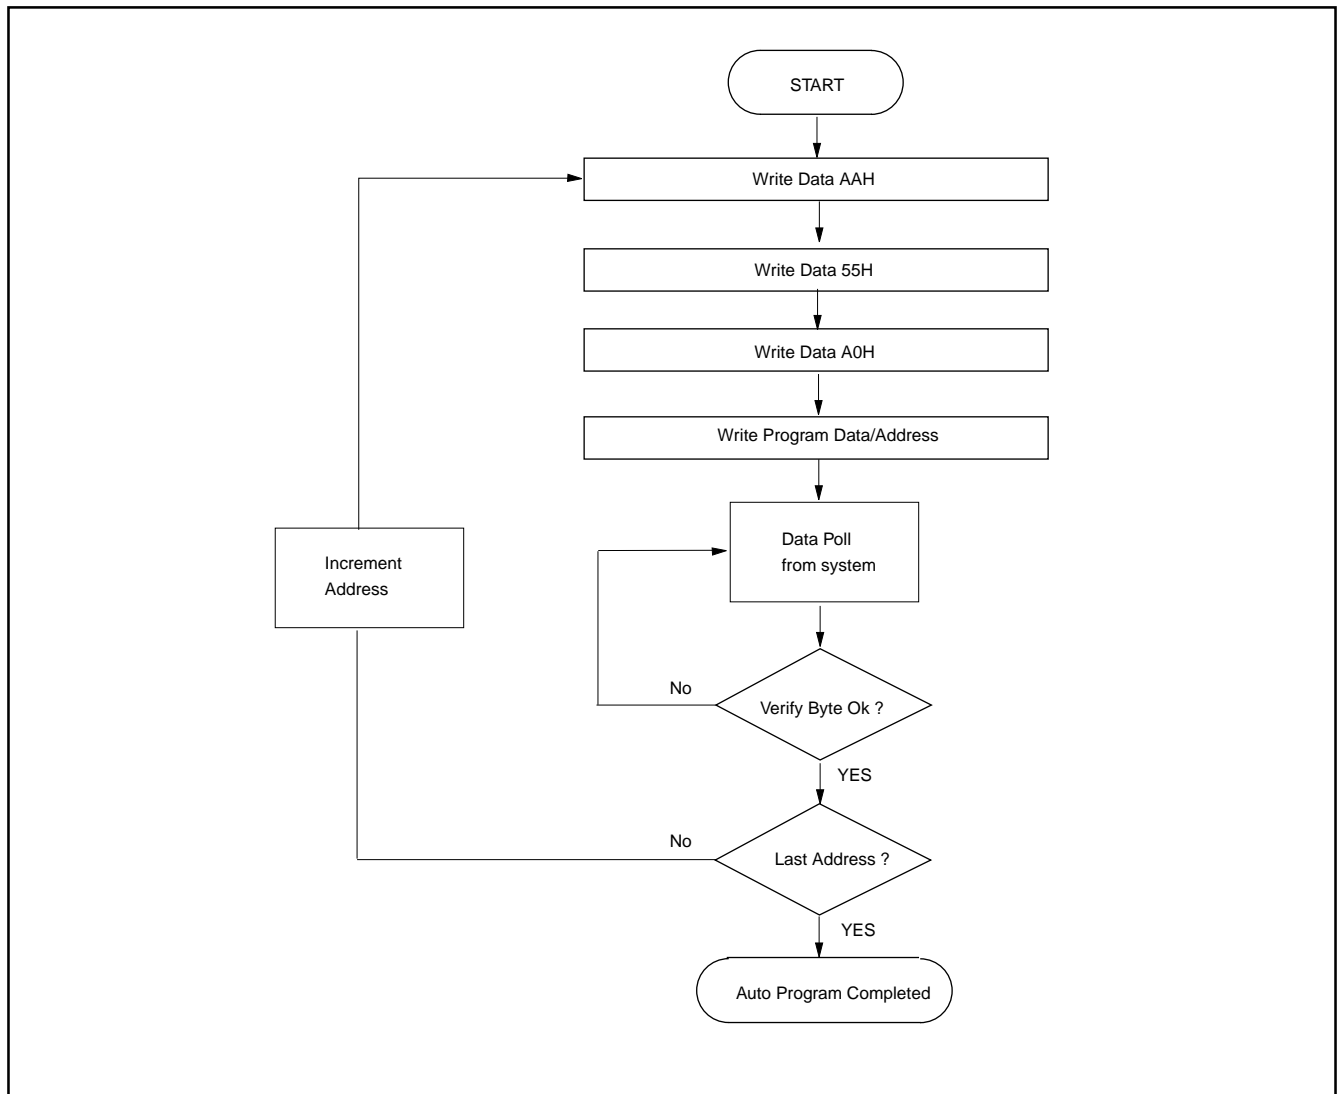 START
Write Data AAH
Write Data 55H
Write Data A0H
Write Program Data/Address
Data Poll
from system
Increment
Address
No
Verify Byte Ok ?
YES
No
Last Address ?
YES
Auto Program Completed